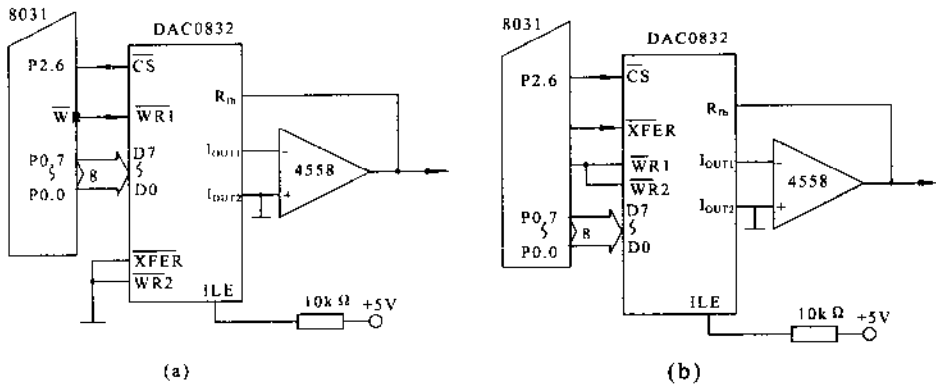 8031
DAC0832
P2.6
CS
Rfb
W
WR1
P0.7
D7
IOUT1
4558
8
P0.0
D0
IOUT2
XFER
WR2
ILE
10kΩ
+5V
(a)
8031
DAC0832
P2.6
CS
Rfb
XFER
WR1
IOUT1
4558
WR2
IOUT2
P0.7
D7
8
P0.0
D0
ILE
10kΩ
+5V
(b)